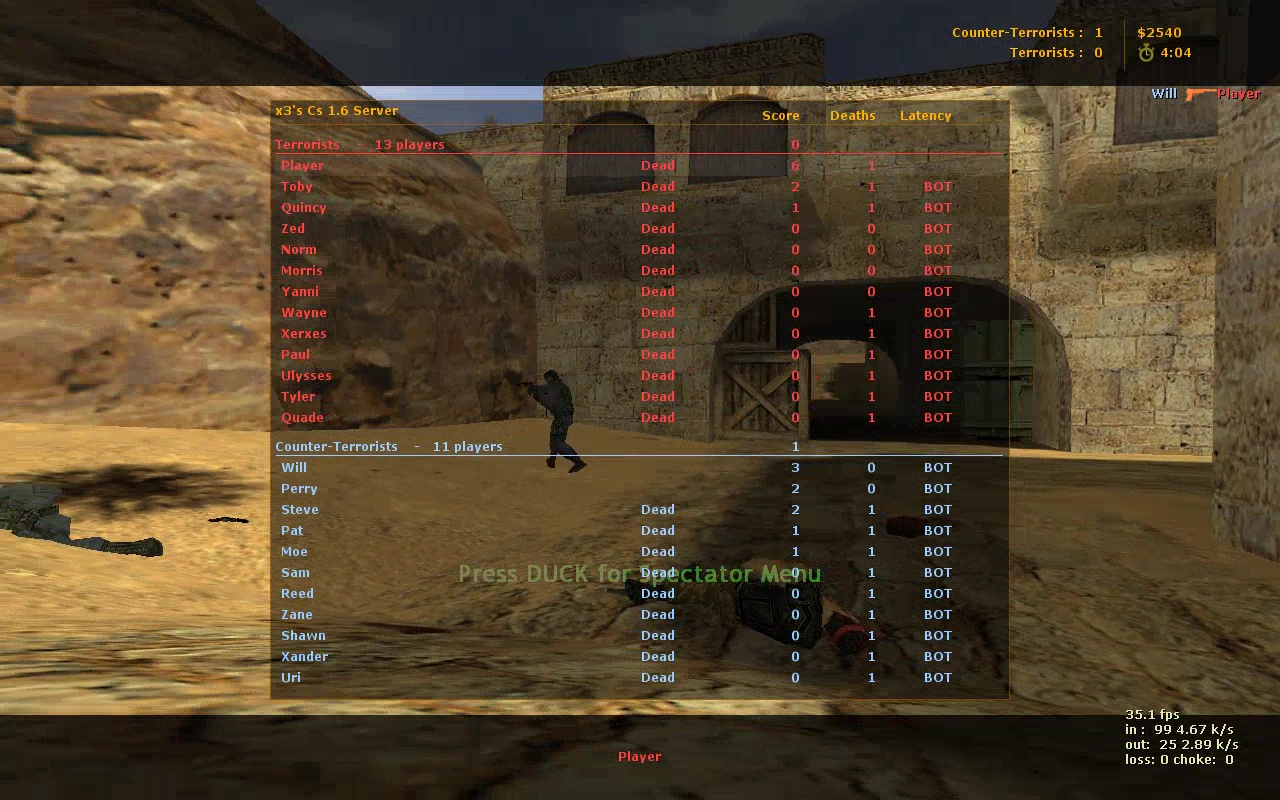 Counter-Terrorists : 1 $2540
Terrorists : 0 4:04
Will Player
x3's Cs 1.6 Server
Score Deaths Latency
Terrorists - 13 players 0
Player Dead 6 1
Toby Dead 2 1 BOT
Quincy Dead 1 1 BOT
Zed Dead 0 0 BOT
Norm Dead 0 0 BOT
Morris Dead 0 0 BOT
Yanni Dead 0 0 BOT
Wayne Dead 0 1 BOT
Xerxes Dead 0 1 BOT
Paul Dead 0 1 BOT
Ulysses Dead 0 1 BOT
Tyler Dead 0 1 BOT
Quade Dead 0 1 BOT
Counter-Terrorists - 11 players 1
Will 3 0 BOT
Perry 2 0 BOT
Steve Dead 2 1 BOT
Pat Dead 1 1 BOT
Moe Dead 1 1 BOT
Sam Dead 0 1 BOT
Press DUCK for Spectator Menu
Reed Dead 0 1 BOT
Zane Dead 0 1 BOT
Shawn Dead 0 1 BOT
Xander Dead 0 1 BOT
Uri Dead 0 1 BOT
35.1 fps
in : 99 4.67 k/s
out: 25 2.89 k/s
loss: 0 choke: 0
Player